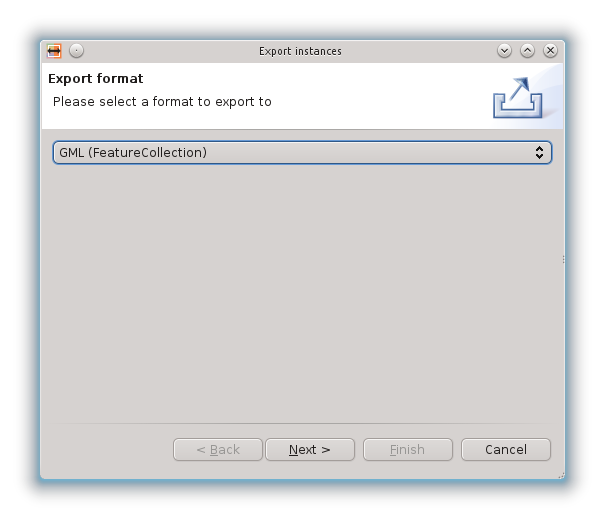 Export instances
Export format
Please select a format to export to
GML (FeatureCollection)
< Back Next > Finish Cancel